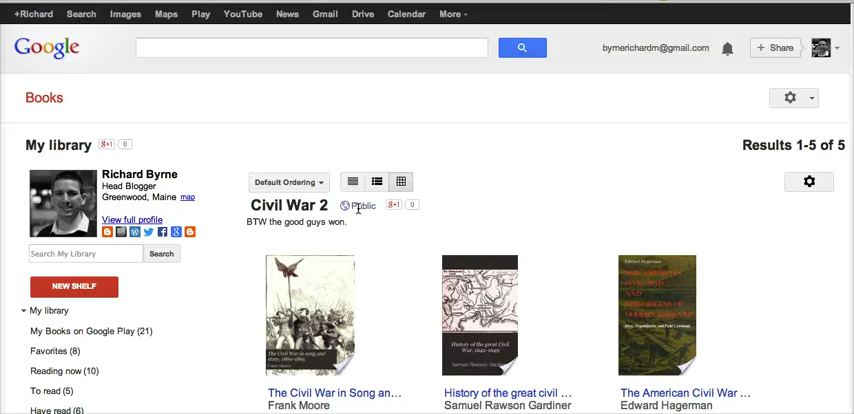 +Richard Search Images Maps Play YouTube News Gmail Drive Calendar More
Google
byrnerichardm@gmail.com
+ Share
Books
My library g+1 0
Results 1-5 of 5
Richard Byrne
Head Blogger
Greenwood, Maine map
View full profile
Search My Library Search
NEW SHELF
My library
My Books on Google Play (21)
Favorites (8)
Reading now (10)
To read (5)
Have read (6)
Default Ordering
Civil War 2 Public g+1 0
BTW the good guys won.
The Civil War in Song an...
Frank Moore
History of the great civil ...
Samuel Rawson Gardiner
The American Civil War ...
Edward Hagerman